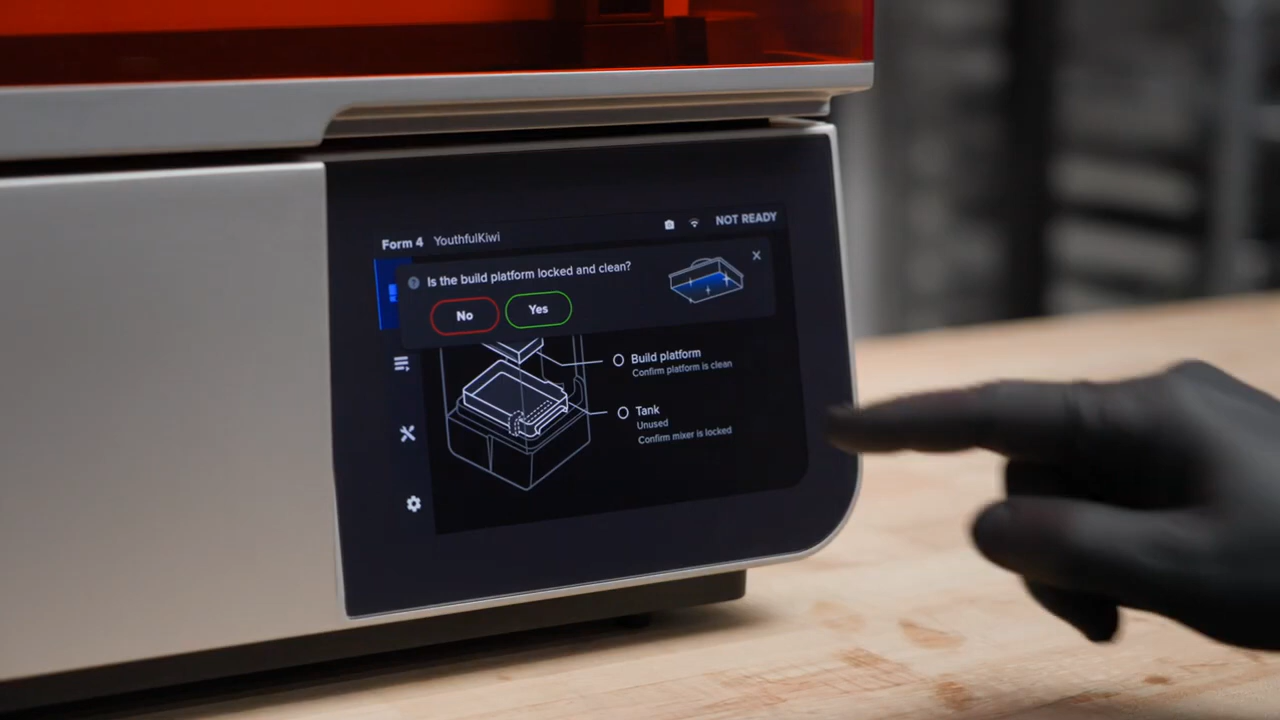 Form 4 YouthfulKiwi NOT READY
Is the build platform locked and clean?
No Yes
Build platform
Confirm platform is clean
Tank
Unused
Confirm mixer is locked